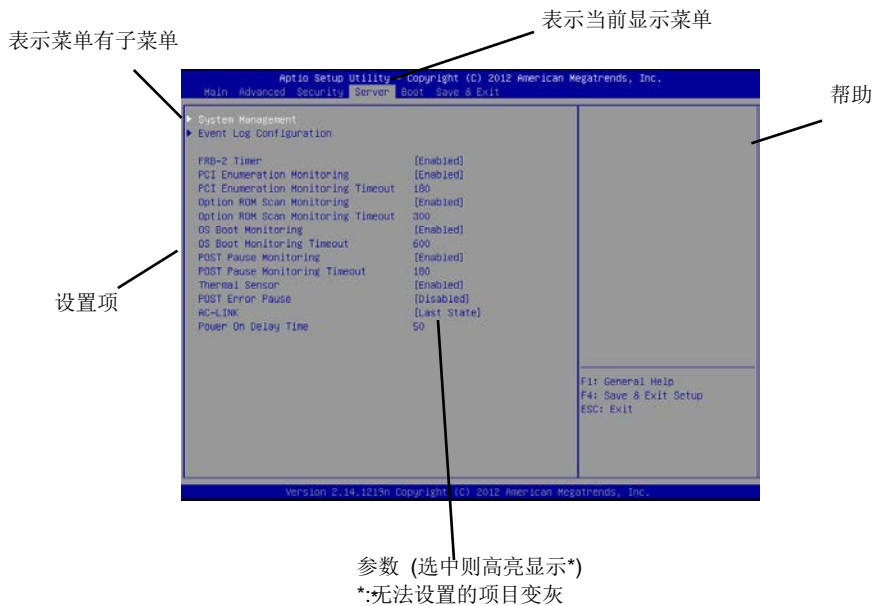 表示当前显示菜单
表示菜单有子菜单
帮助
Aptio Setup Utility - Copyright (C) 2012 American Megatrends, Inc.
Main Advanced Security Server Boot Save & Exit
System Management
Event Log Configuration
FRB-2 Timer [Enabled]
PCI Enumeration Monitoring [Enabled]
PCI Enumeration Monitoring Timeout 180
Option ROM Scan Monitoring [Enabled]
Option ROM Scan Monitoring Timeout 300
OS Boot Monitoring [Enabled]
OS Boot Monitoring Timeout 600
POST Pause Monitoring [Enabled]
POST Pause Monitoring Timeout 180
Thermal Sensor [Enabled]
POST Error Pause [Disabled]
AC-LINK [Last State]
Power On Delay Time 50
设置项
F1: General Help
F4: Save & Exit Setup
ESC: Exit
Version 2.14.1219n Copyright (C) 2012 American Megatrends, Inc.
参数 (选中则高亮显示*)
*:无法设置的项目变灰